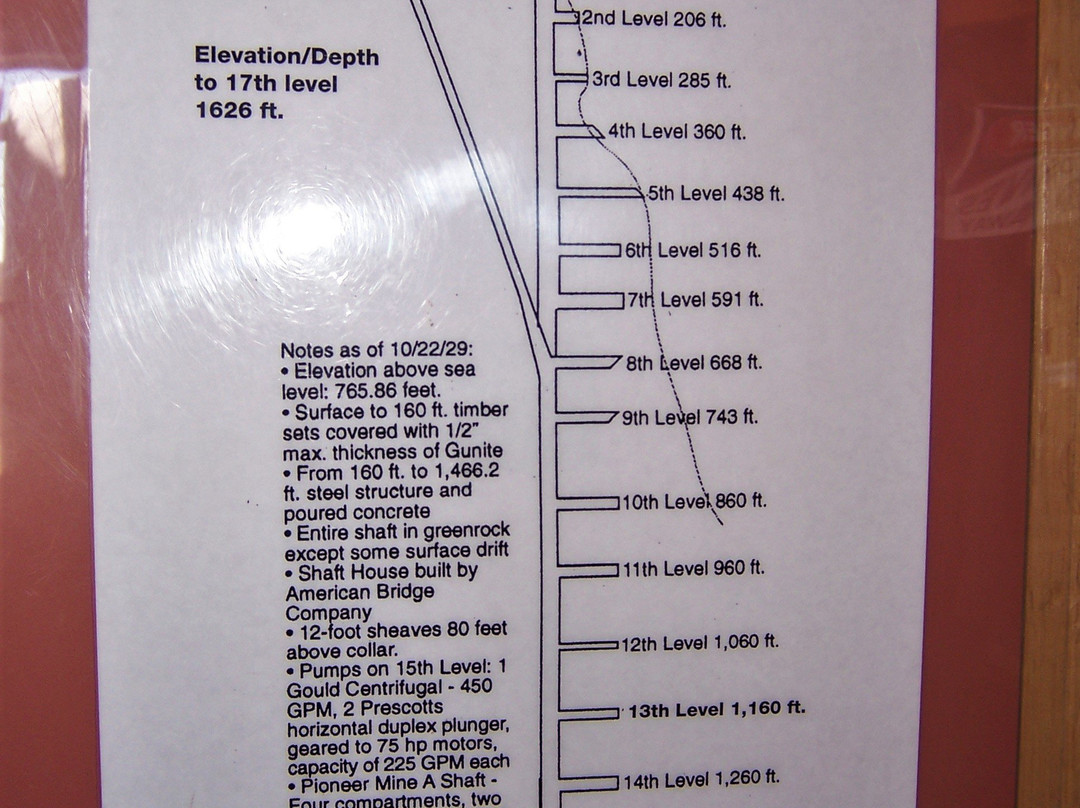 Elevation/Depth
to 17th level
1626 ft.
2nd Level 206 ft.
3rd Level 285 ft.
4th Level 360 ft.
5th Level 438 ft.
6th Level 516 ft.
7th Level 591 ft.
8th Level 668 ft.
9th Level 743 ft.
10th Level 860 ft.
11th Level 960 ft.
12th Level 1,060 ft.
13th Level 1,160 ft.
14th Level 1,260 ft.
Notes as of 10/22/29:
• Elevation above sea
level: 765.86 feet.
• Surface to 160 ft. timber
sets covered with 1/2"
max. thickness of Gunite
• From 160 ft. to 1,466.2
ft. steel structure and
poured concrete
• Entire shaft in greenrock
except some surface drift
• Shaft House built by
American Bridge
Company
• 12-foot sheaves 80 feet
above collar.
• Pumps on 15th Level: 1
Gould Centrifugal - 450
GPM, 2 Prescotts
horizontal duplex plunger,
geared to 75 hp motors,
capacity of 225 GPM each
• Pioneer Mine A Shaft -
Four compartments, two